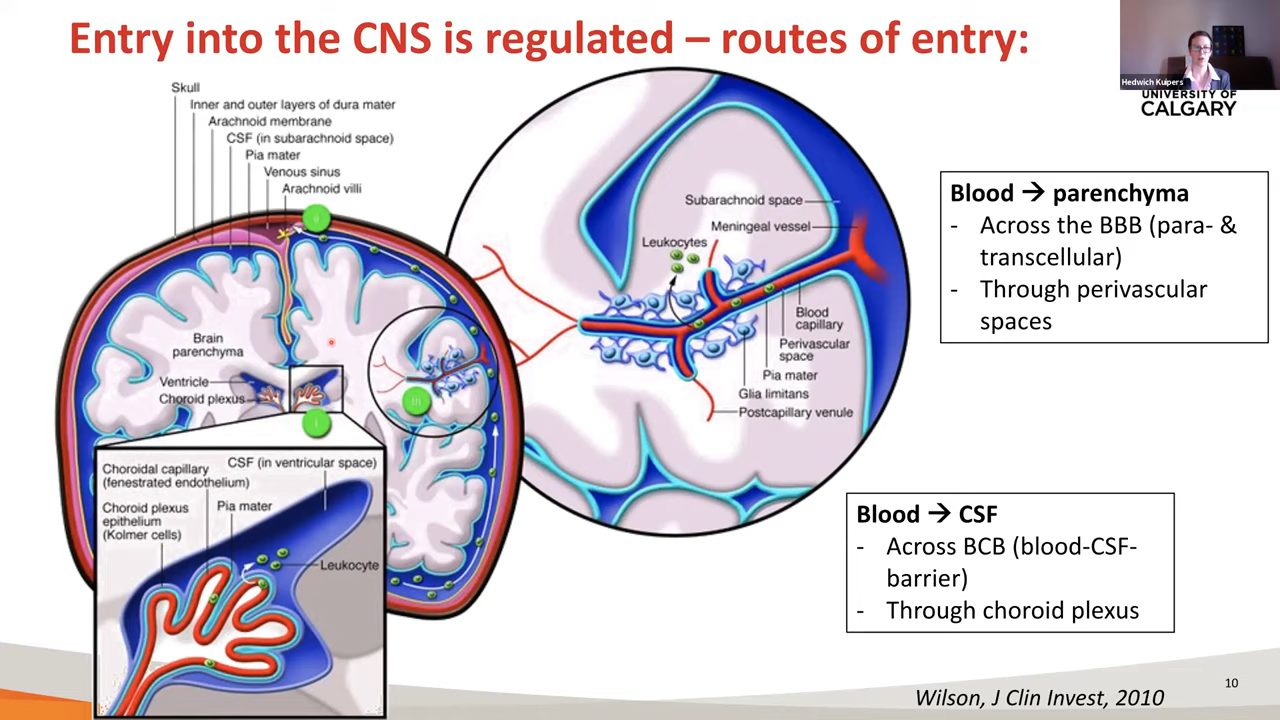 Entry into the CNS is regulated – routes of entry:
Hedwich Kuipers
UNIVERSITY OF
CALGARY
Skull
Inner and outer layers of dura mater
Arachnoid membrane
CSF (in subarachnoid space)
Pia mater
Venous sinus
Arachnoid villi
ii
Brain
parenchyma
Ventricle
Choroid plexus
i
iii
Subarachnoid space
Meningeal vessel
Leukocytes
Blood
capillary
Perivascular
space
Pia mater
Glia limitans
Postcapillary venule
Choroidal capillary
(fenestrated endothelium)
CSF (in ventricular space)
Choroid plexus
epithelium
(Kolmer cells)
Pia mater
Leukocyte
Blood → parenchyma
- Across the BBB (para- &
transcellular)
- Through perivascular
spaces
Blood → CSF
- Across BCB (blood-CSF-
barrier)
- Through choroid plexus
Wilson, J Clin Invest, 2010
10